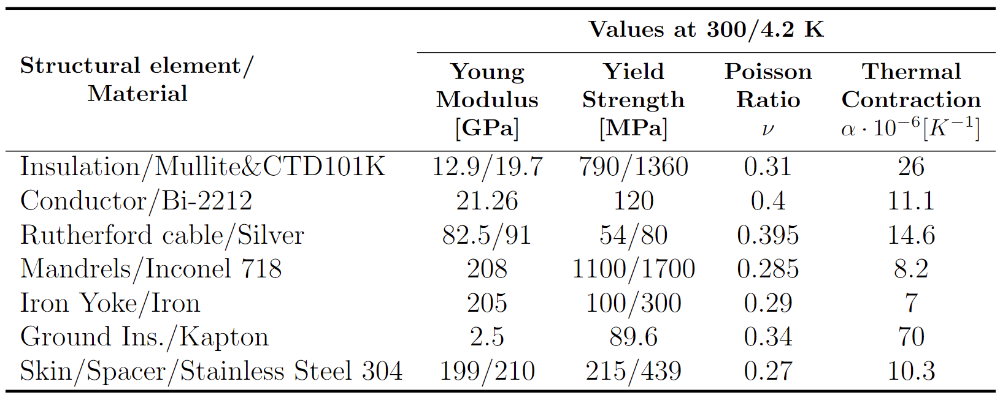 Values at 300/4.2 K
Structural element/
Material
Young Modulus [GPa]
Yield Strength [MPa]
Poisson Ratio ν
Thermal Contraction α · 10⁻⁶[K⁻¹]
Insulation/Mullite&CTD101K 12.9/19.7 790/1360 0.31 26
Conductor/Bi-2212 21.26 120 0.4 11.1
Rutherford cable/Silver 82.5/91 54/80 0.395 14.6
Mandrels/Inconel 718 208 1100/1700 0.285 8.2
Iron Yoke/Iron 205 100/300 0.29 7
Ground Ins./Kapton 2.5 89.6 0.34 70
Skin/Spacer/Stainless Steel 304 199/210 215/439 0.27 10.3